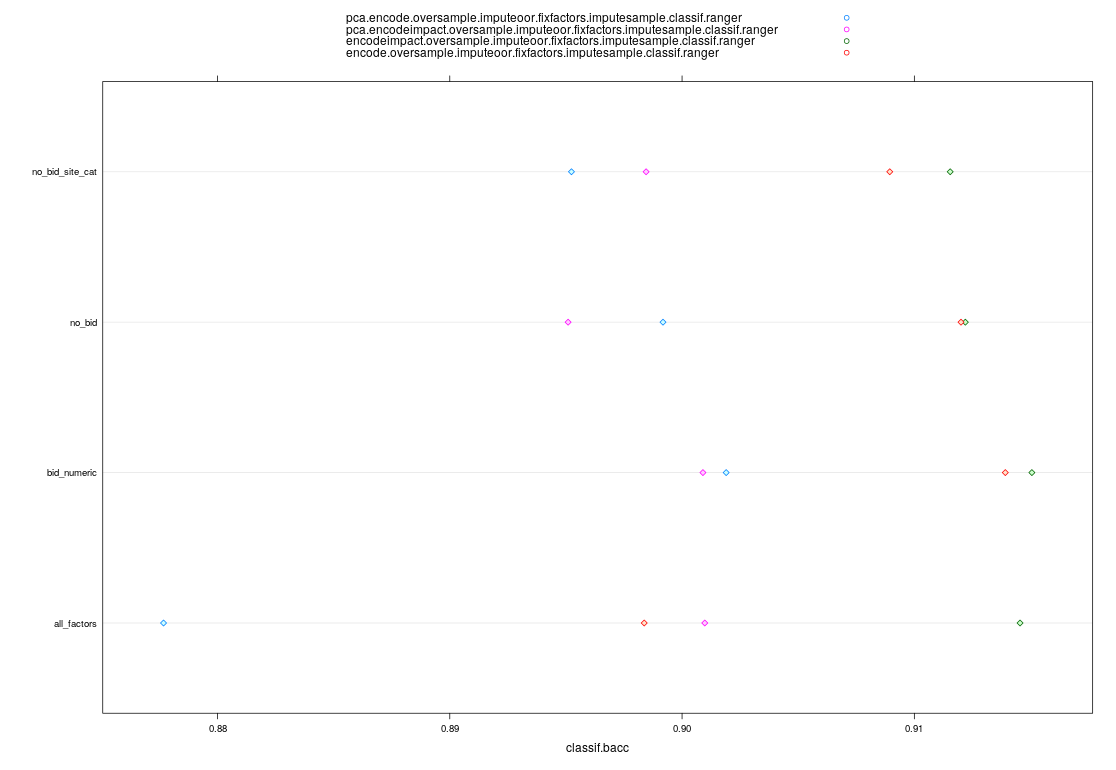 pca.encode.oversample.imputeoor.fixfactors.imputesample.classif.ranger
pca.encodeimpact.oversample.imputeoor.fixfactors.imputesample.classif.ranger
encodeimpact.oversample.imputeoor.fixfactors.imputesample.classif.ranger
encode.oversample.imputeoor.fixfactors.imputesample.classif.ranger
no_bid_site_cat
no_bid
bid_numeric
all_factors
0.88 0.89 0.90 0.91
classif.bacc